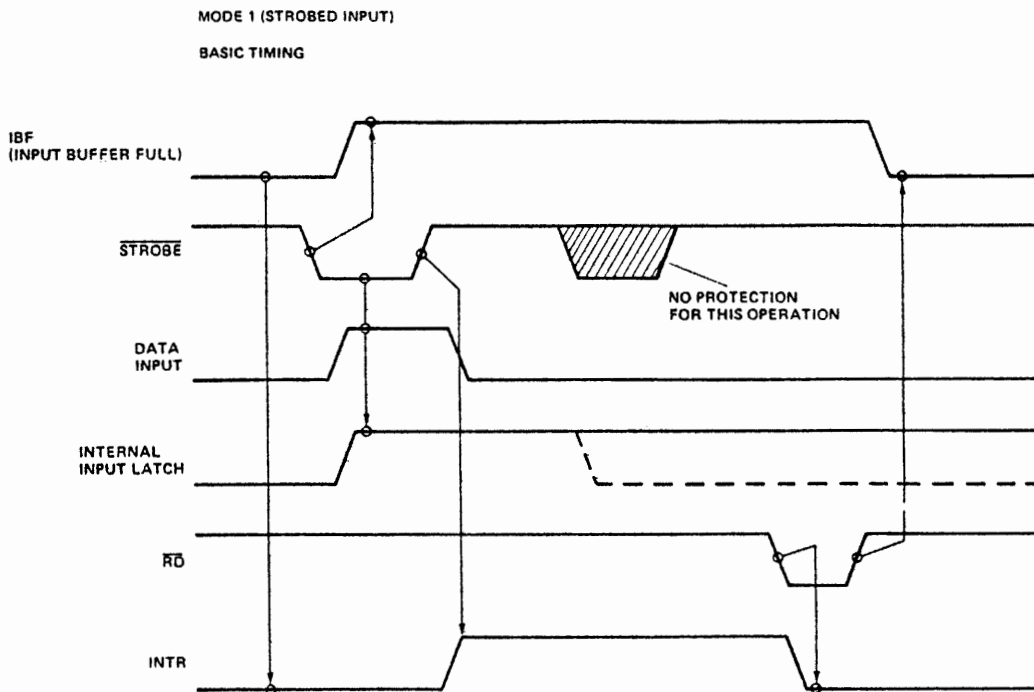 MODE 1 (STROBED INPUT)
BASIC TIMING
IBF
(INPUT BUFFER FULL)
STROBE
NO PROTECTION
FOR THIS OPERATION
DATA
INPUT
INTERNAL
INPUT LATCH
RD
INTR